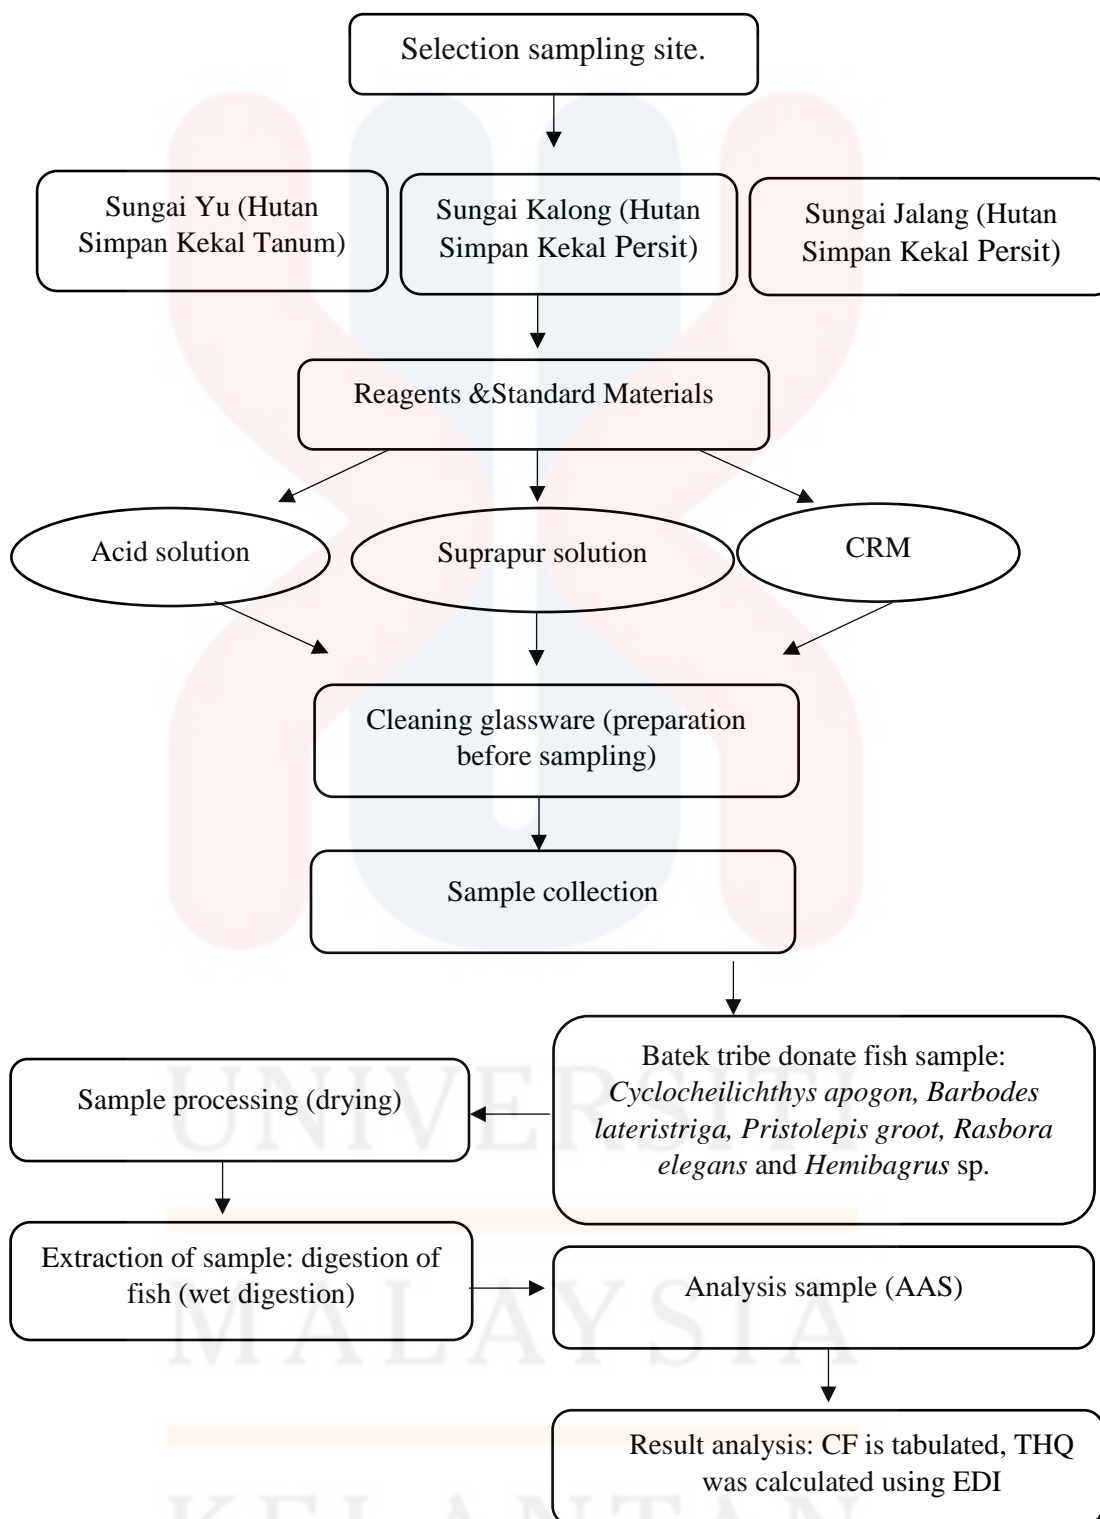 Selection sampling site.
Sungai Yu (Hutan
Simpan Kekal Tanum)
Sungai Kalong (Hutan
Simpan Kekal Persit)
Sungai Jalang (Hutan
Simpan Kekal Persit)
Reagents &Standard Materials
Acid solution
Suprapur solution
CRM
Cleaning glassware (preparation
before sampling)
Sample collection
Batek tribe donate fish sample:
Cyclocheilichthys apogon, Barbodes
lateristriga, Pristolepis groot, Rasbora
elegans and Hemibagrus sp.
Sample processing (drying)
Extraction of sample: digestion of
fish (wet digestion)
Analysis sample (AAS)
Result analysis: CF is tabulated, THQ
was calculated using EDI
UNIVERSITI
MALAYSIA
KELANTAN